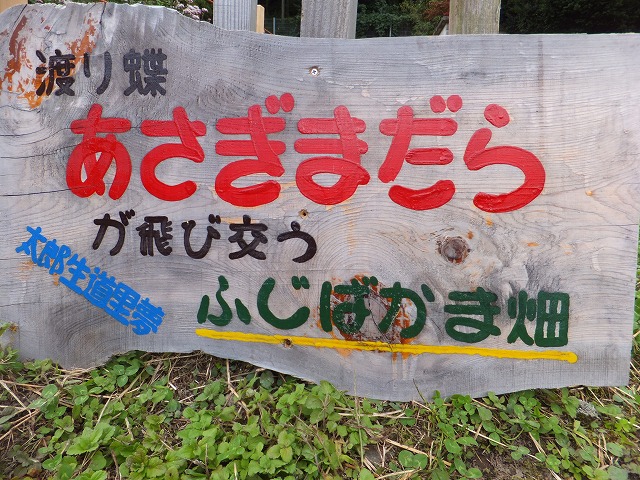 渡り蝶
あさぎまだら
が飛び交う
太郎生道里夢
ふじばかま畑